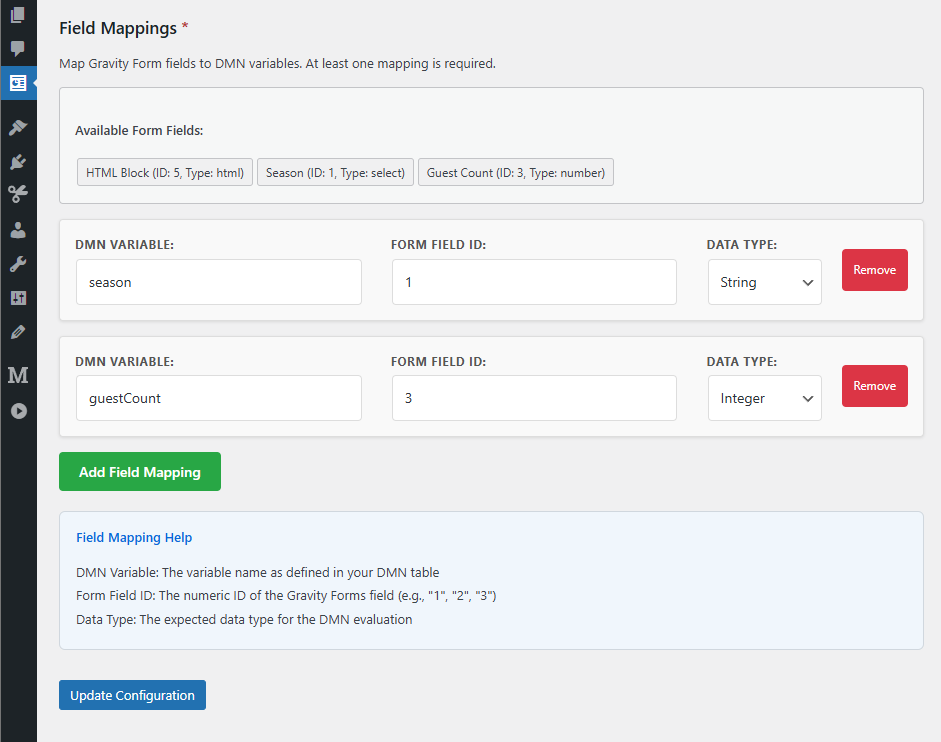 Field Mappings *
Map Gravity Form fields to DMN variables. At least one mapping is required.
Available Form Fields:
HTML Block (ID: 5, Type: html) Season (ID: 1, Type: select) Guest Count (ID: 3, Type: number)
DMN VARIABLE: FORM FIELD ID: DATA TYPE:
season 1 String Remove
DMN VARIABLE: FORM FIELD ID: DATA TYPE:
guestCount 3 Integer Remove
Add Field Mapping
Field Mapping Help
DMN Variable: The variable name as defined in your DMN table
Form Field ID: The numeric ID of the Gravity Forms field (e.g., "1", "2", "3")
Data Type: The expected data type for the DMN evaluation
Update Configuration
M